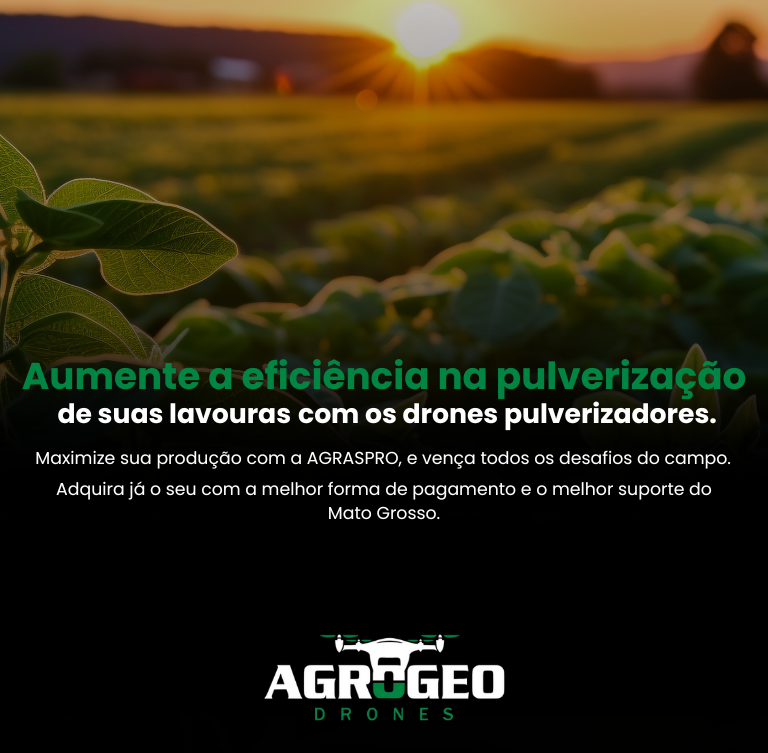 Aumente a eficiência na pulverização
de suas lavouras com os drones pulverizadores.
Maximize sua produção com a AGRASPRO, e vença todos os desafios do campo.
Adquira já o seu com a melhor forma de pagamento e o melhor suporte do
Mato Grosso.
AGROGEO
DRONES